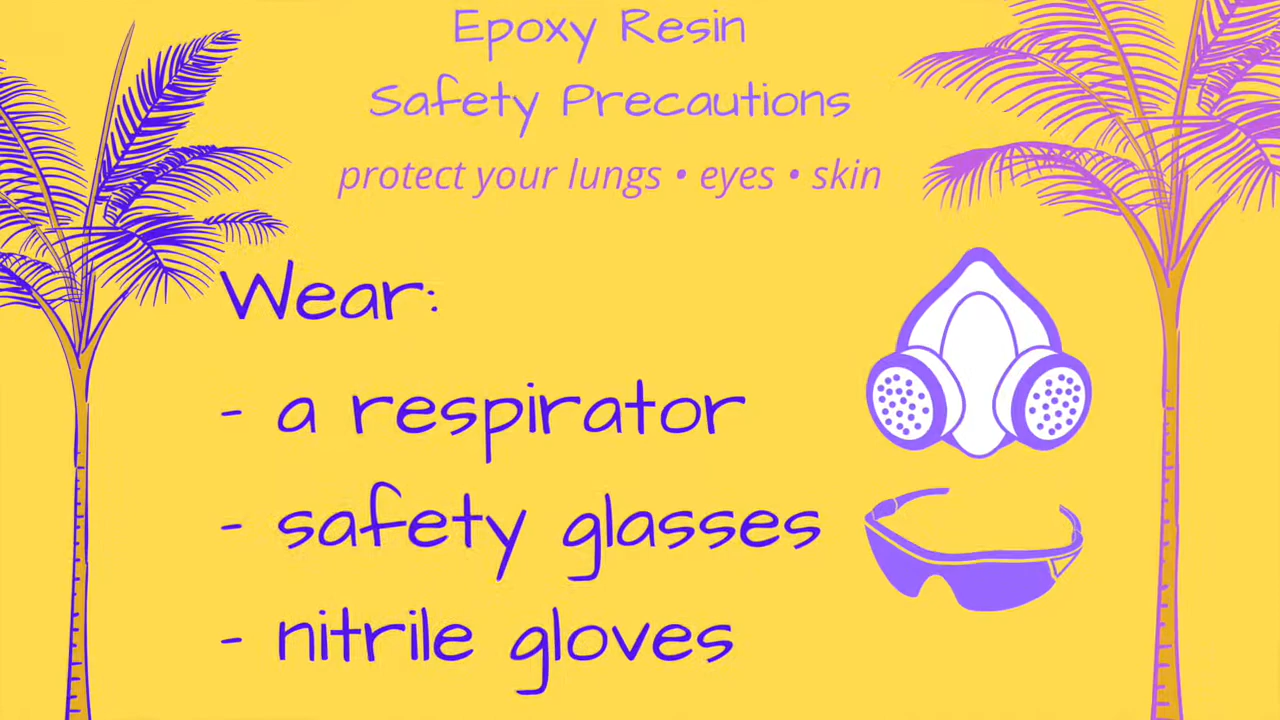 Epoxy Resin
Safety Precautions
protect your lungs • eyes • skin
Wear:
- a respirator
- safety glasses
- nitrile gloves